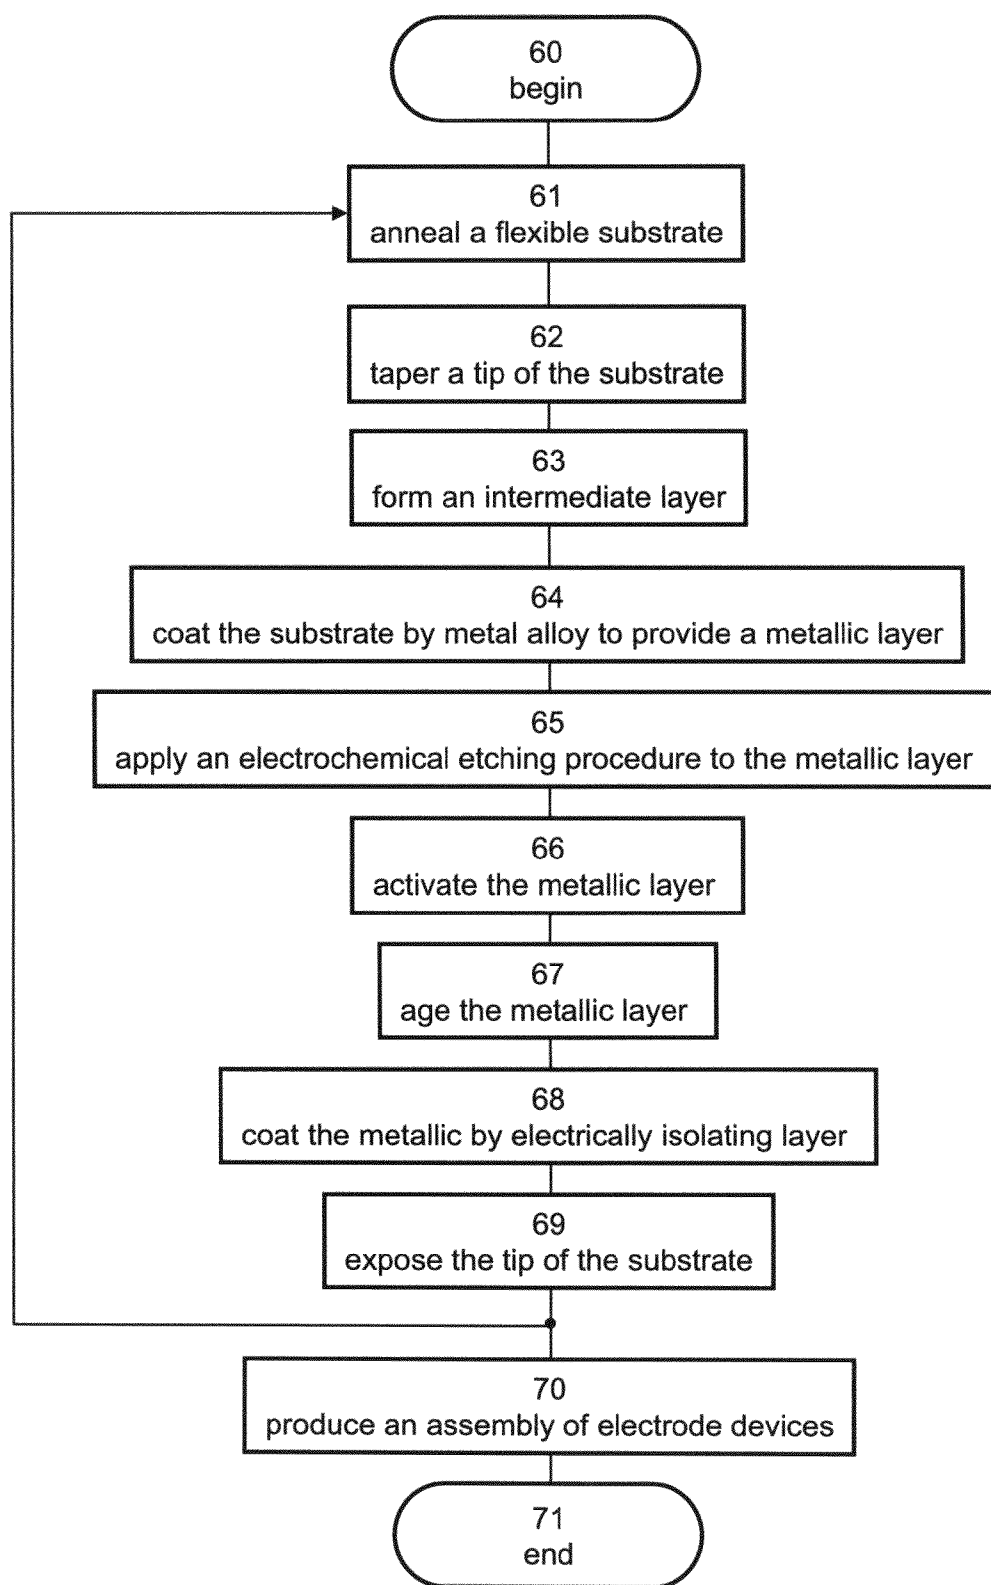 60
begin
61
anneal a flexible substrate
62
taper a tip of the substrate
63
form an intermediate layer
64
coat the substrate by metal alloy to provide a metallic layer
65
apply an electrochemical etching procedure to the metallic layer
66
activate the metallic layer
67
age the metallic layer
68
coat the metallic by electrically isolating layer
69
expose the tip of the substrate
70
produce an assembly of electrode devices
71
end